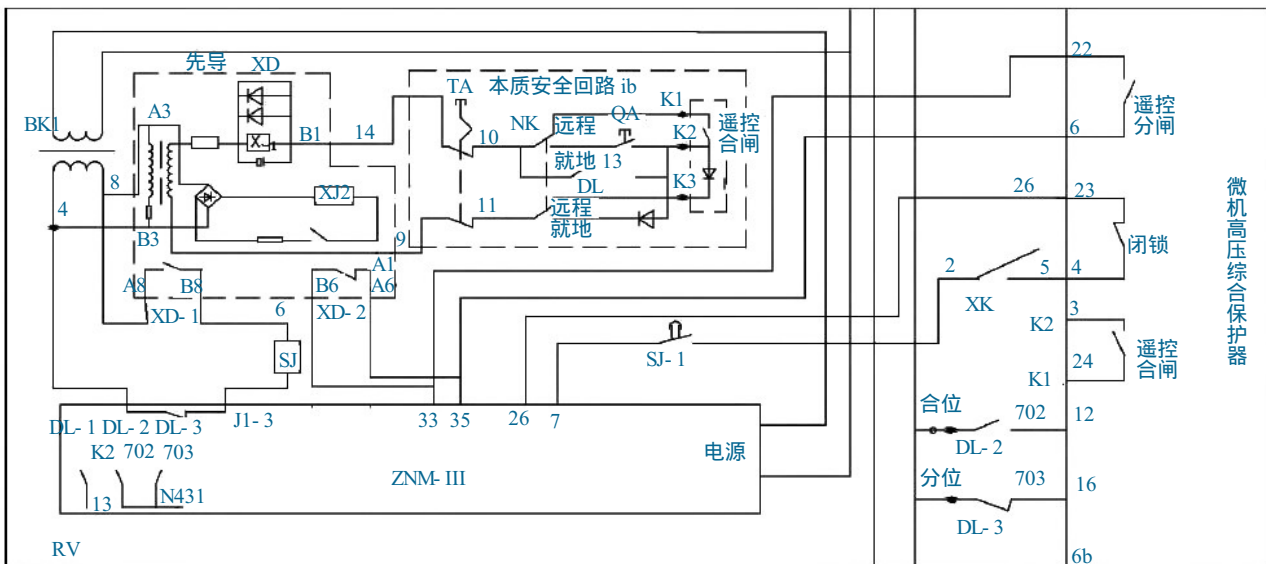 先导
XD
BK1
A3
B1
14
8
4
B3
XJ2
9
A1
A8
B8
B6
A6
XD-1
6
XD-2
SJ
本质安全回路 ib
TA
10
NK
远程
就地 13
QA
K1
K2
K3
遥控
合闸
DL
11
远程
就地
22
遥控
分闸
6
26
23
闭锁
2
5
4
XK
3
K2
遥控
合闸
24
K1
微机高压综合保护器
SJ-1
J1-3
33
35
26
7
DL-1 DL-2 DL-3
K2 702 703
13
N431
ZNM-III
电源
合位
702
12
DL-2
分位
703
16
DL-3
6b
RV